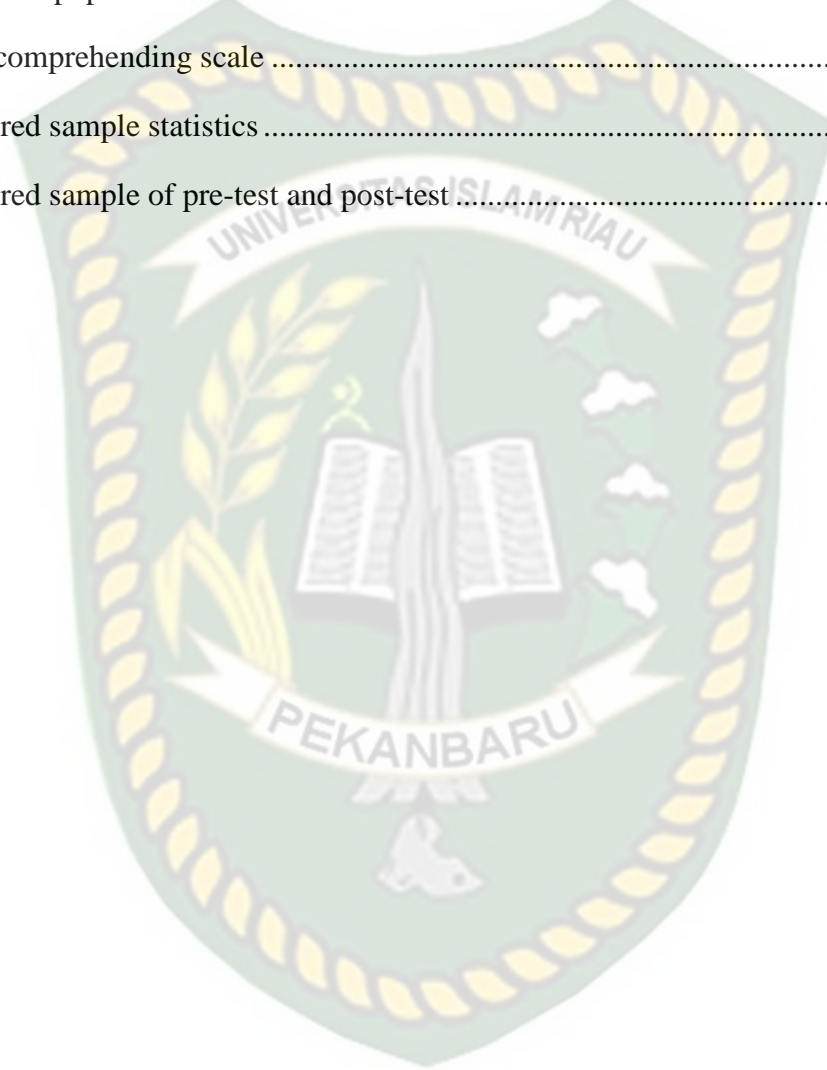 comprehending scale ............................................................................
red sample statistics ............................................................................
red sample of pre-test and post-test ....................................................
UNIVERSITAS ISLAM RIAU
PEKANBARU